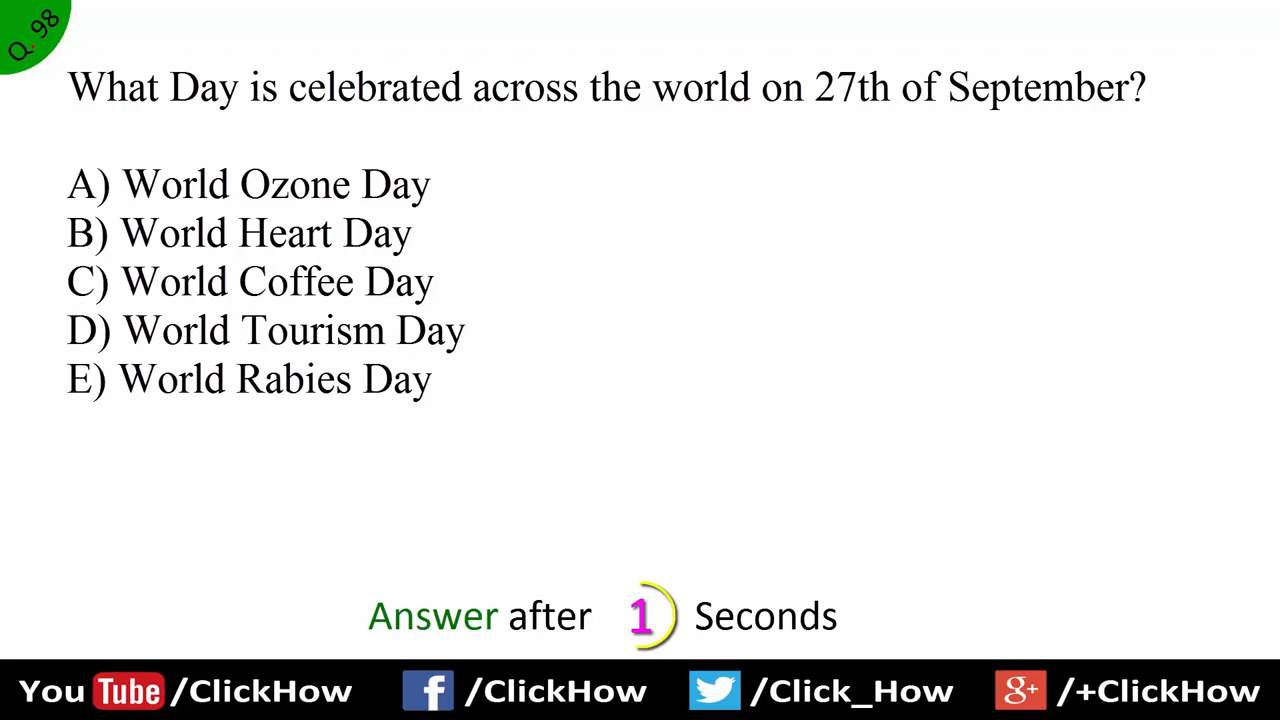 Q. 98
What Day is celebrated across the world on 27th of September?
A) World Ozone Day
B) World Heart Day
C) World Coffee Day
D) World Tourism Day
E) World Rabies Day
Answer after 1 Seconds
You Tube /ClickHow f /ClickHow /Click_How g+ /+ClickHow